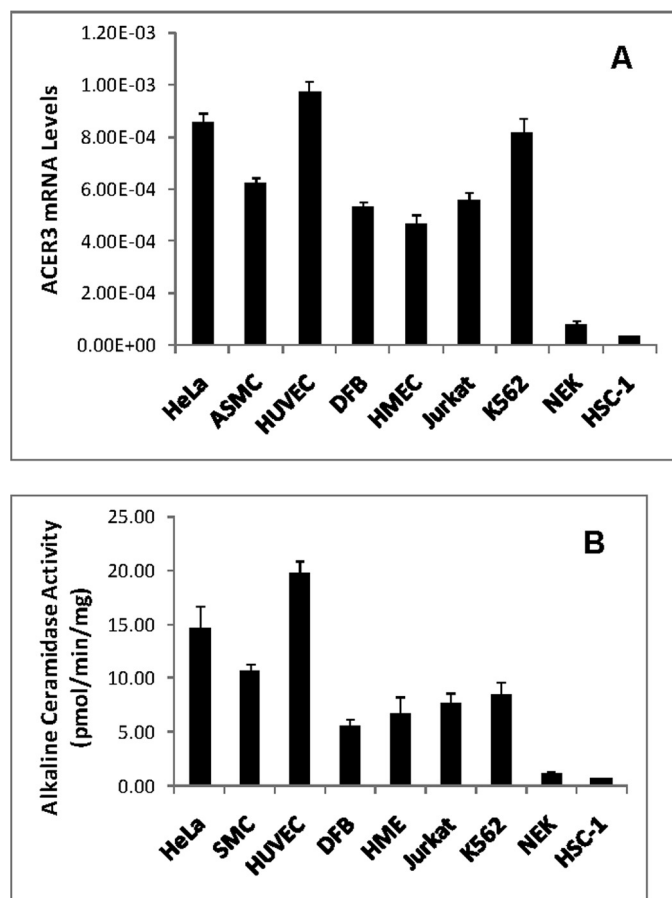 A
ACER3 mRNA Levels
1.20E-03
1.00E-03
8.00E-04
6.00E-04
4.00E-04
2.00E-04
0.00E+00
HeLa
ASMC
HUVEC
DFB
HMEC
Jurkat
K562
NEK
HSC-1
B
Alkaline Ceramidase Activity
(pmol/min/mg)
25.00
20.00
15.00
10.00
5.00
0.00
HeLa
SMC
HUVEC
DFB
HME
Jurkat
K562
NEK
HSC-1